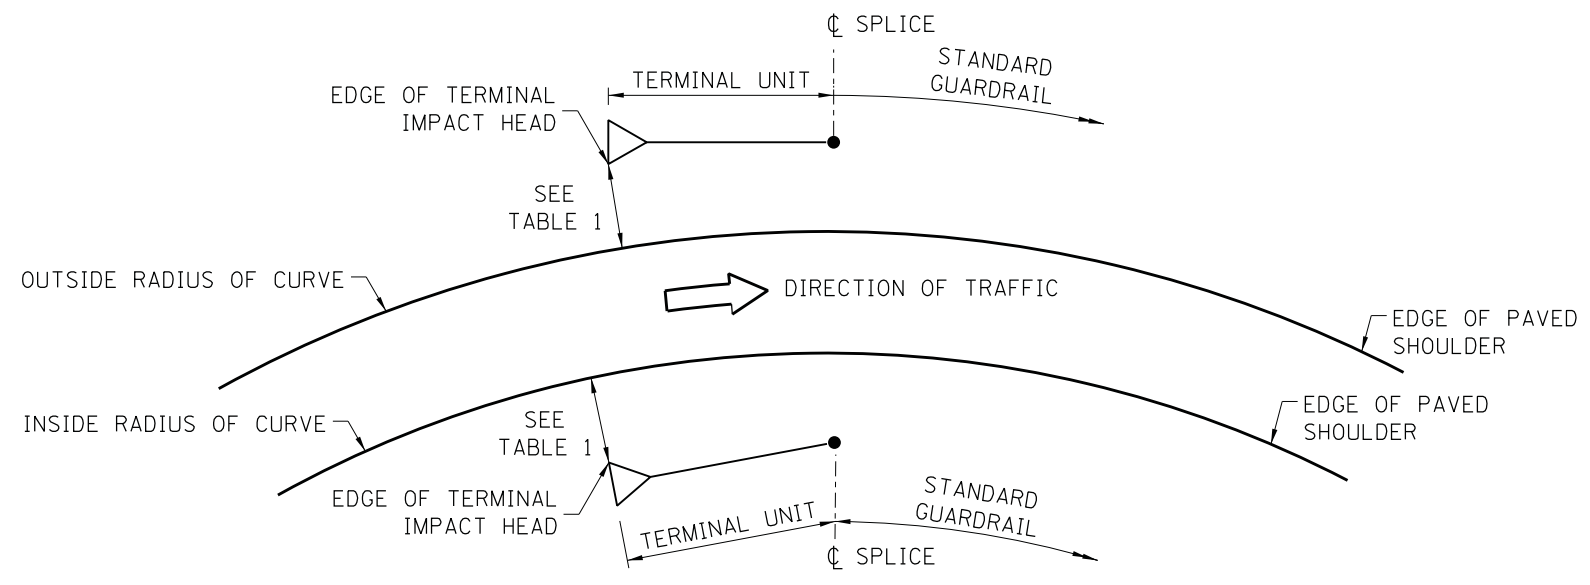 ℄ SPLICE
STANDARD
GUARDRAIL
TERMINAL UNIT
EDGE OF TERMINAL
IMPACT HEAD
SEE
TABLE 1
OUTSIDE RADIUS OF CURVE
DIRECTION OF TRAFFIC
EDGE OF PAVED
SHOULDER
INSIDE RADIUS OF CURVE
SEE
TABLE 1
EDGE OF PAVED
SHOULDER
EDGE OF TERMINAL
IMPACT HEAD
TERMINAL UNIT
STANDARD
GUARDRAIL
℄ SPLICE